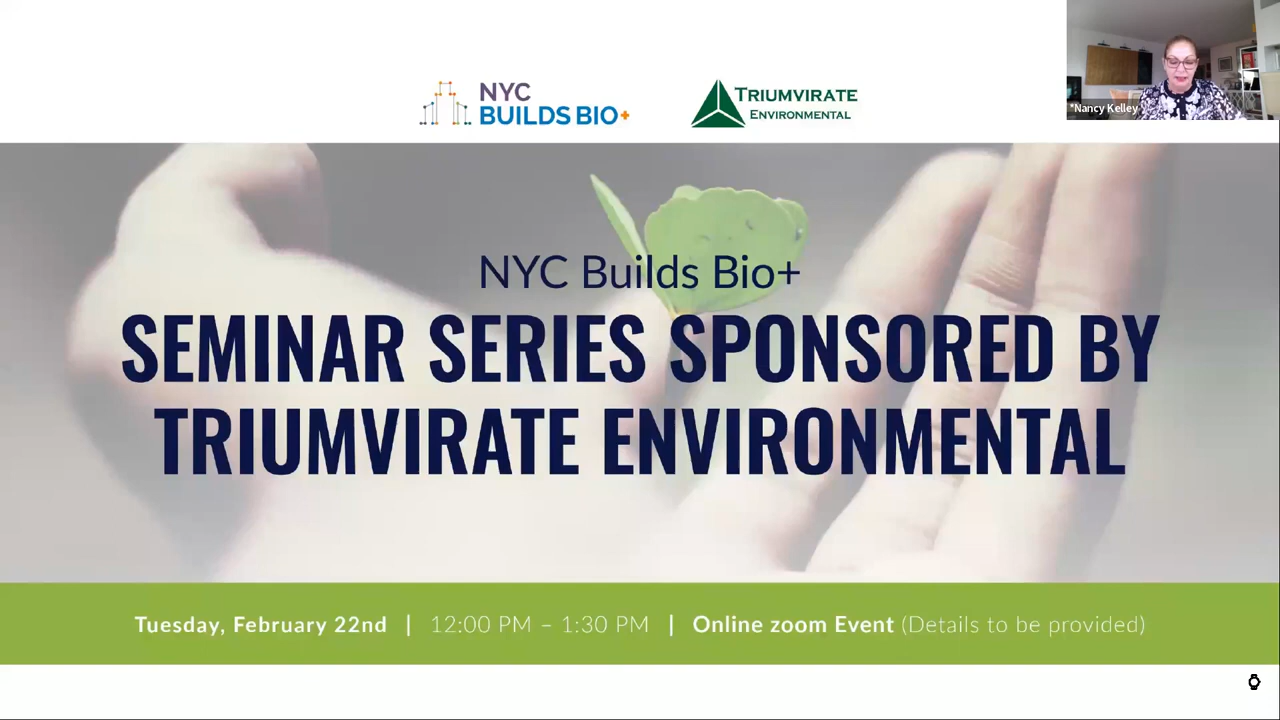 NYC
BUILDS BIO+
TRIUMVIRATE
ENVIRONMENTAL
*Nancy Kelley
NYC Builds Bio+
SEMINAR SERIES SPONSORED BY
TRIUMVIRATE ENVIRONMENTAL
Tuesday, February 22nd | 12:00 PM – 1:30 PM | Online zoom Event (Details to be provided)